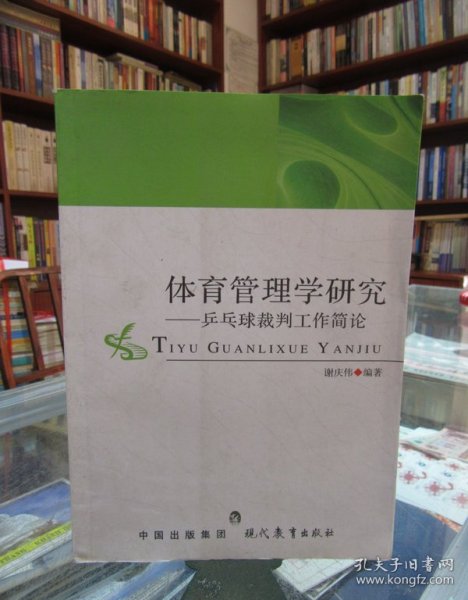 体育管理学研究
——乒乓球裁判工作简论
TIYU GUANLIXUE YANJIU
谢庆伟◆编著
中国出版集团 现代教育出版社
孔夫子旧书网
www.kongfz.com